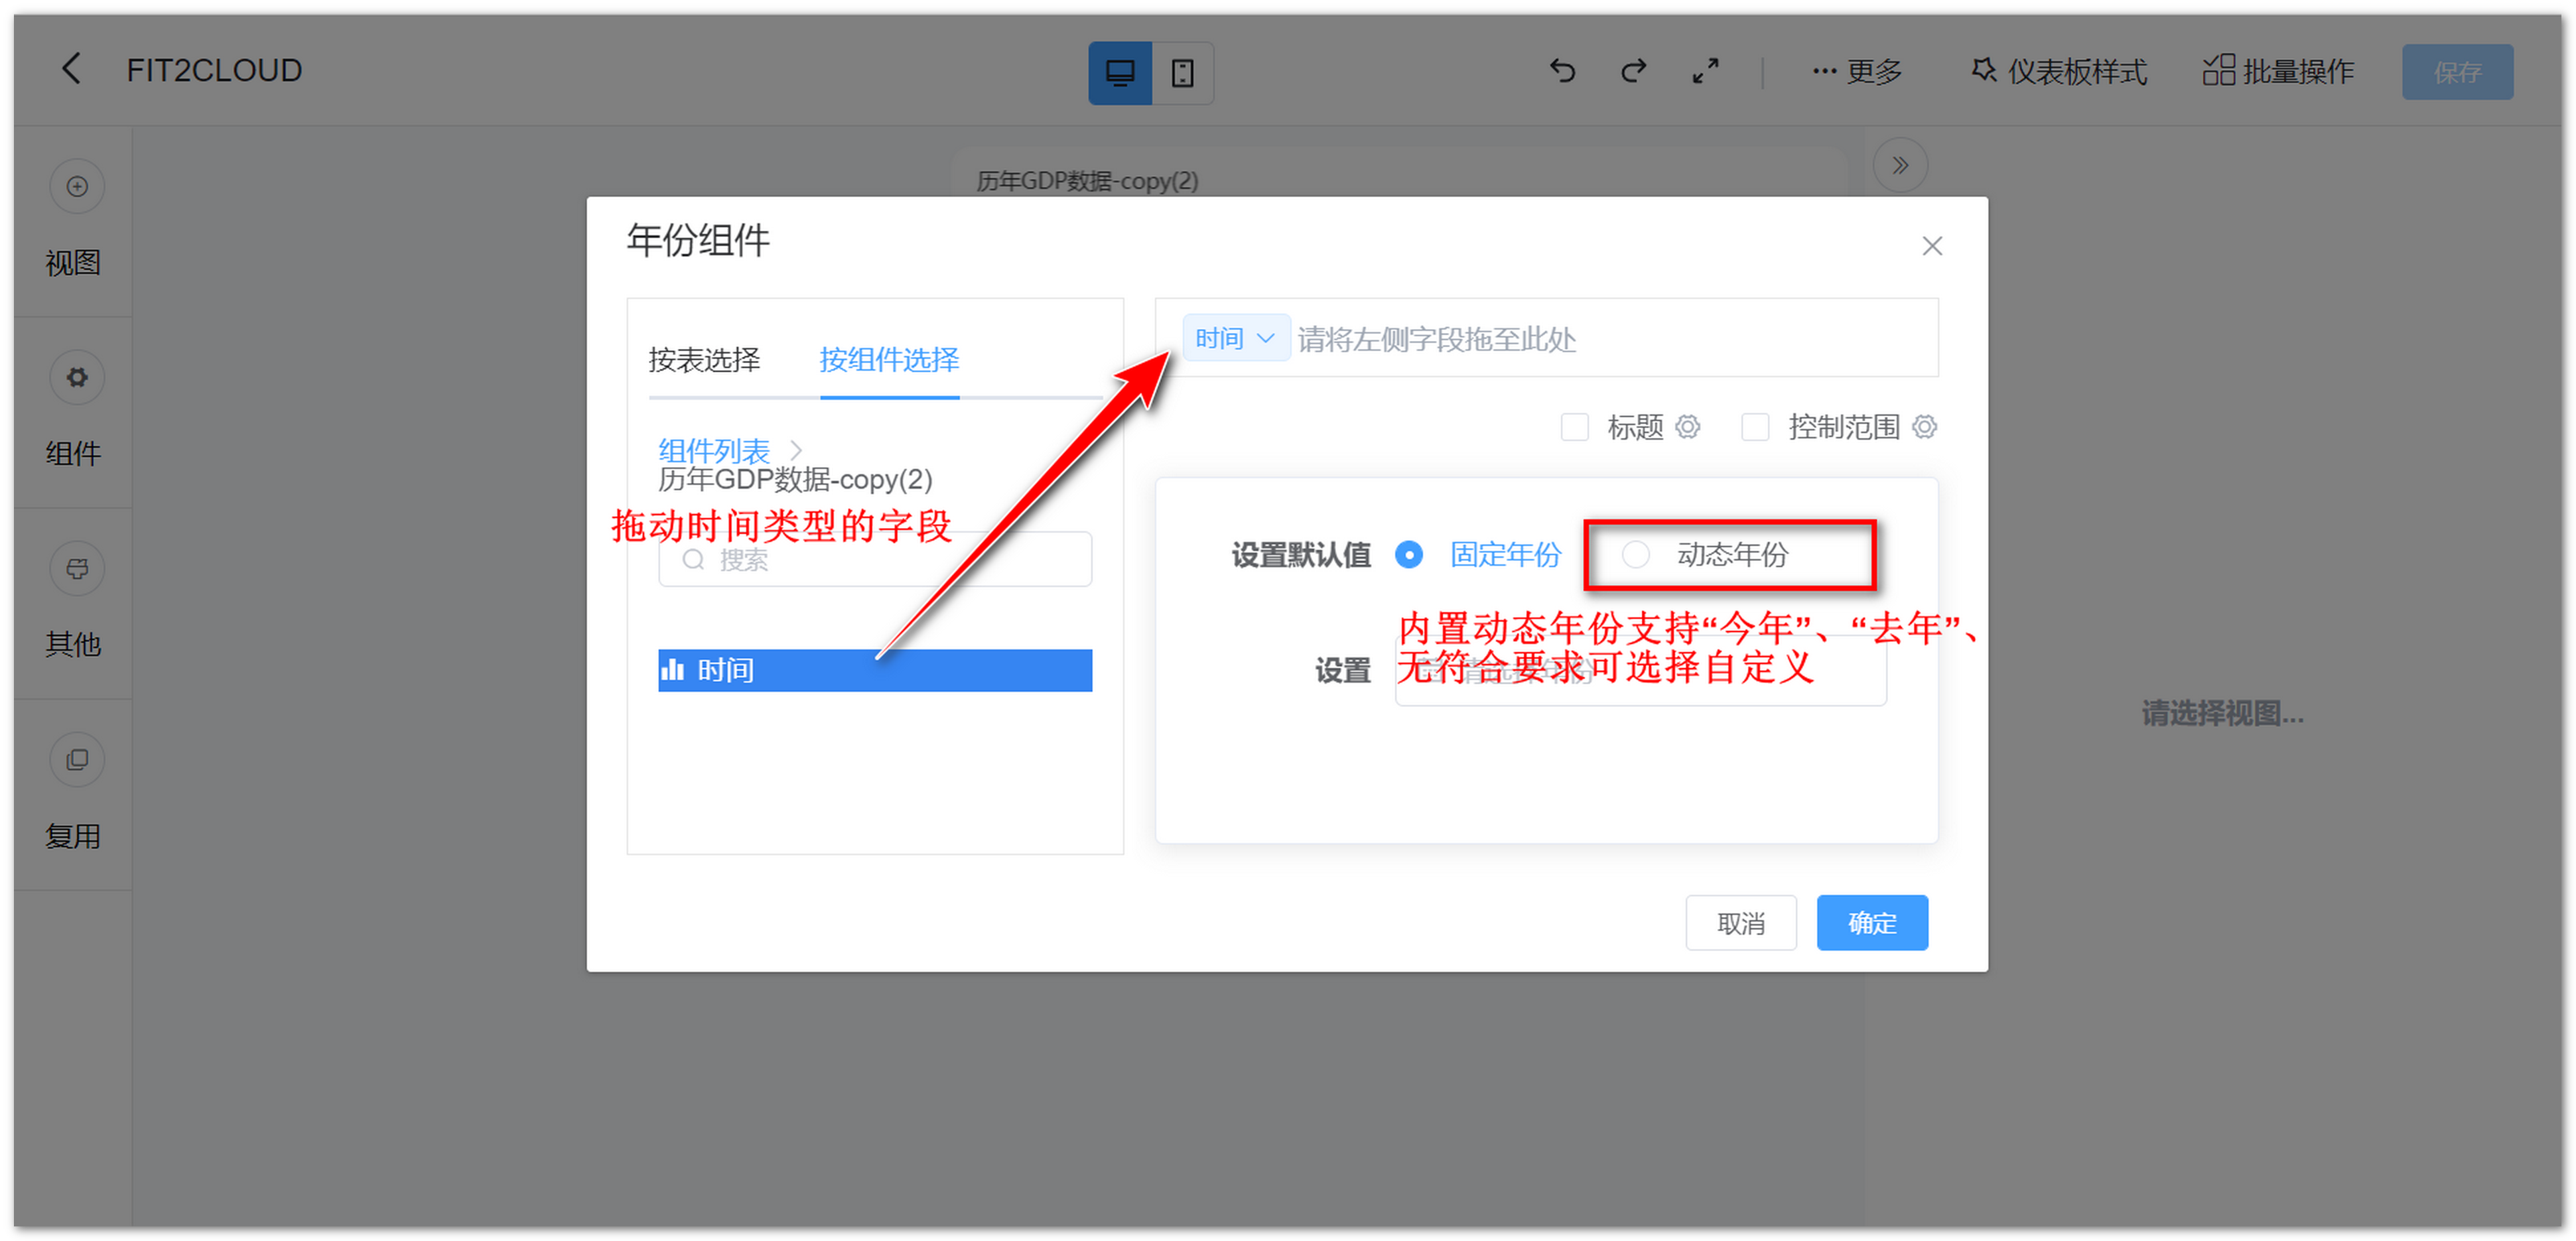 FIT2CLOUD
更多
仪表板样式
批量操作
保存
视图
组件
其他
复用
历年GDP数据-copy(2)
年份组件
按表选择
按组件选择
组件列表
历年GDP数据-copy(2)
拖动时间类型的字段
搜索
时间
时间
请将左侧字段拖至此处
标题
控制范围
设置默认值
固定年份
动态年份
内置动态年份支持“今年”、“去年”、
无符合要求可选择自定义
设置
取消
确定
请选择视图...